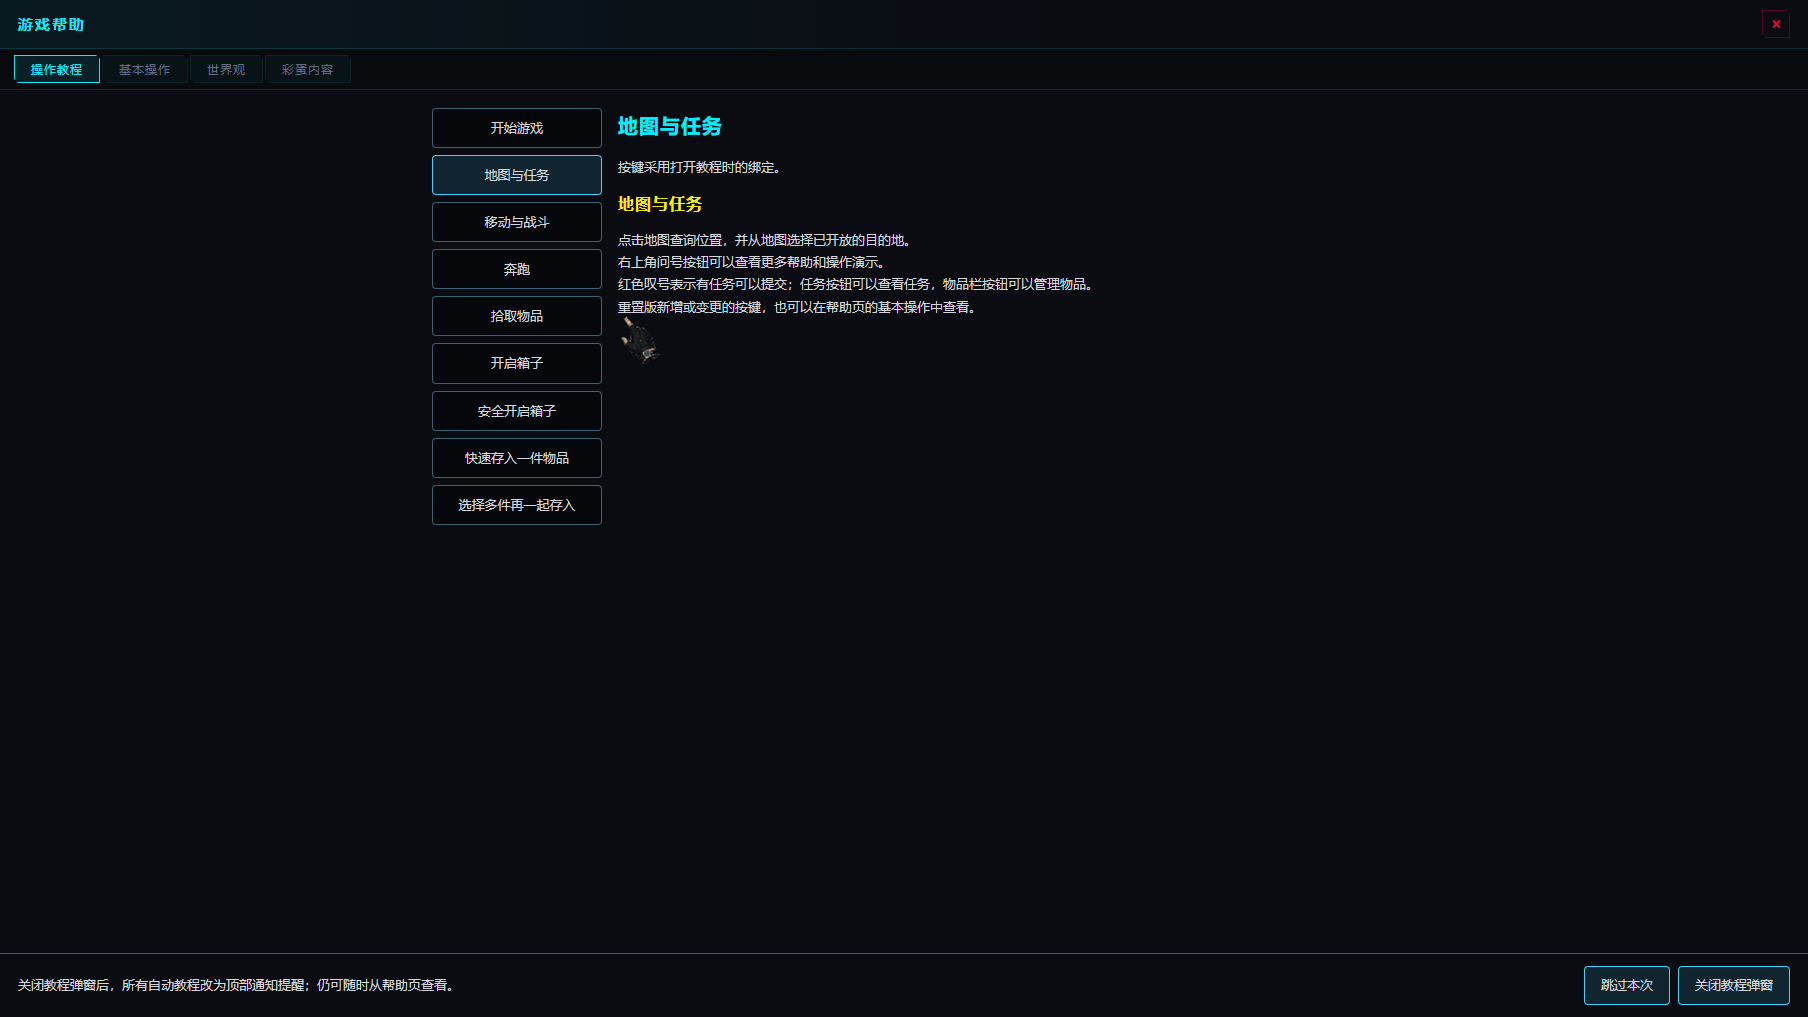 游戏帮助
操作教程
基本操作
世界观
彩蛋内容
开始游戏
地图与任务
移动与战斗
奔跑
拾取物品
开启箱子
安全开启箱子
快速存入一件物品
选择多件再一起存入
地图与任务
按键采用打开教程时的绑定。
地图与任务
点击地图查询位置，并从地图选择已开放的目的地。
右上角问号按钮可以查看更多帮助和操作演示。
红色叹号表示有任务可以提交；任务按钮可以查看任务，物品栏按钮可以管理物品。
重置版新增或变更的按键，也可以在帮助页的基本操作中查看。
关闭教程弹窗后，所有自动教程改为顶部通知提醒；仍可随时从帮助页查看。
跳过本次
关闭教程弹窗